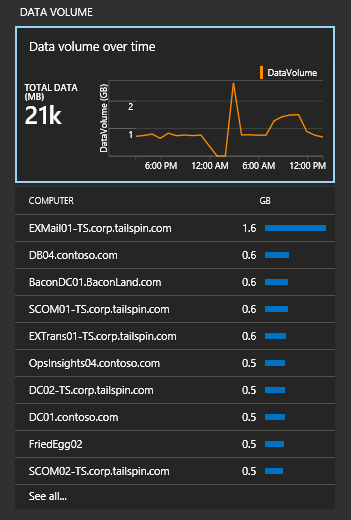 DATA VOLUME
Data volume over time
DataVolume
TOTAL DATA
(MB)
21k
DataVolume (GB)
2
1
6:00 PM 12:00 AM 6:00 AM 12:00 PM
COMPUTER GB
EXMail01-TS.corp.tailspin.com 1.6
DB04.contoso.com 0.6
BaconDC01.BaconLand.com 0.6
SCOM01-TS.corp.tailspin.com 0.6
EXTrans01-TS.corp.tailspin.com 0.6
OpsInsights04.contoso.com 0.5
DC02-TS.corp.tailspin.com 0.5
DC01.contoso.com 0.5
FriedEgg02 0.5
SCOM02-TS.corp.tailspin.com 0.5
See all...